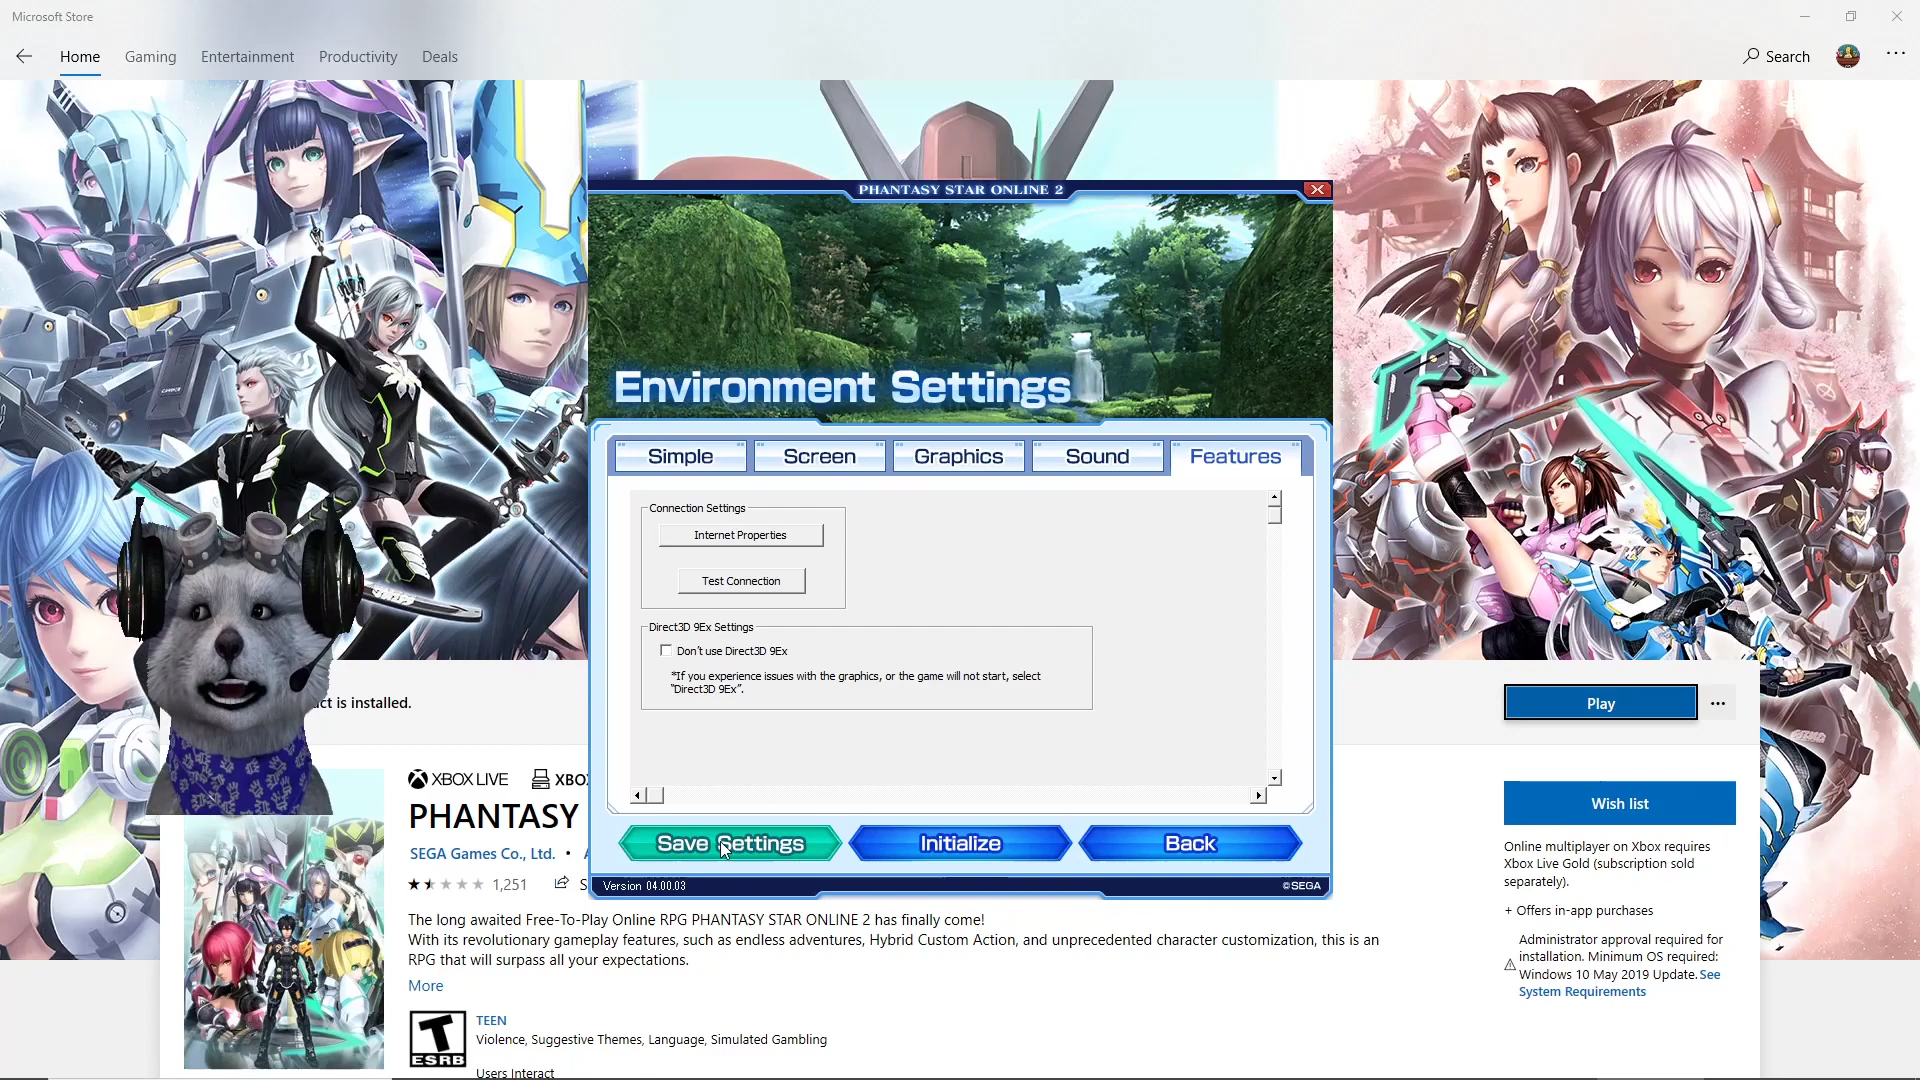 Microsoft Store
Home Gaming Entertainment Productivity Deals
Search
PHANTASY STAR ONLINE 2
Environment Settings
Simple Screen Graphics Sound Features
Connection Settings
Internet Properties
Test Connection
Direct3D 9Ex Settings
Don't use Direct3D 9Ex
*If you experience issues with the graphics, or the game will not start, select
"Direct3D 9Ex".
Save Settings Initialize Back
Version 04.00.03
©SEGA
ct is installed.
Play
XBOX LIVE XBO
PHANTASY
SEGA Games Co., Ltd. •
1,251 S
The long awaited Free-To-Play Online RPG PHANTASY STAR ONLINE 2 has finally come!
With its revolutionary gameplay features, such as endless adventures, Hybrid Custom Action, and unprecedented character customization, this is an
RPG that will surpass all your expectations.
More
T
ESRB
TEEN
Violence, Suggestive Themes, Language, Simulated Gambling
Users Interact
Wish list
Online multiplayer on Xbox requires
Xbox Live Gold (subscription sold
separately).
+ Offers in-app purchases
Administrator approval required for
installation. Minimum OS required:
Windows 10 May 2019 Update. See
System Requirements